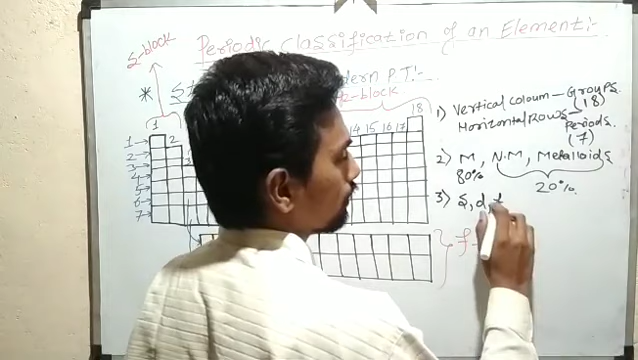 Periodic Classification of an Element:-
S-block
* dern P.T:-
-block
1 2 14 15 16 17 18
1
2
3
4
5
6
7
1) Vertical Coloum - Groups (18)
Horizontal Rows - Periods (7)
2) M, N.M, Metalloids
80% 20%
3) S, d,
f